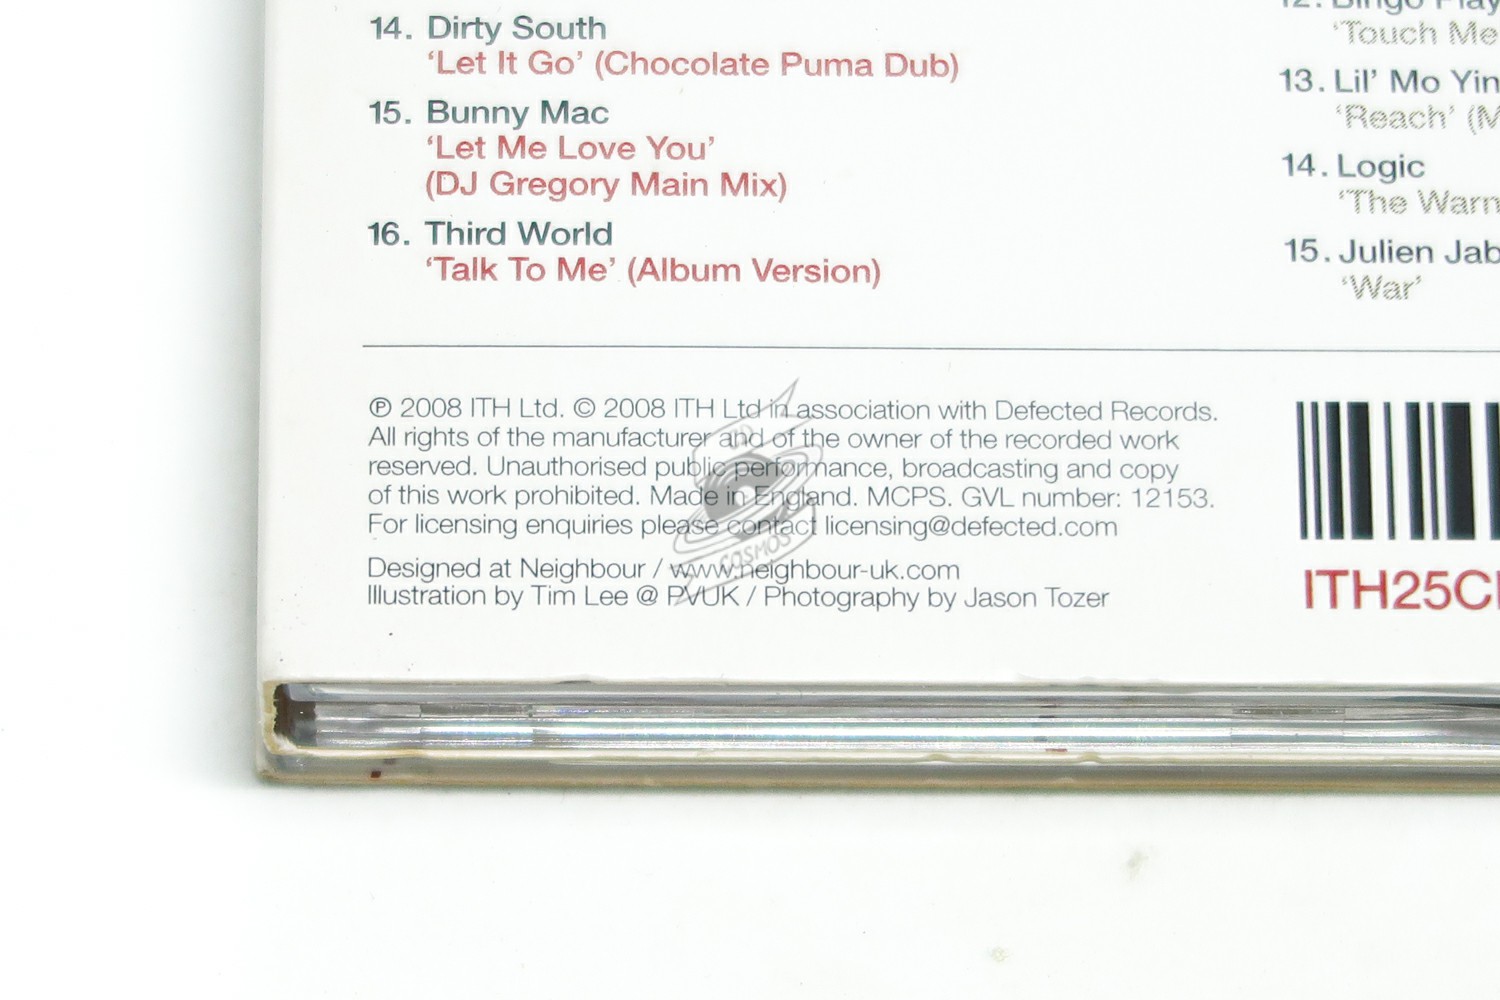 14. Dirty South
‘Let It Go’ (Chocolate Puma Dub)
15. Bunny Mac
‘Let Me Love You’
(DJ Gregory Main Mix)
16. Third World
‘Talk To Me’ (Album Version)
12. Bingo
‘Touch Me
13. Lil’ Mo Yin
‘Reach’
14. Logic
‘The
15. Julien
‘War’
℗ 2008 ITH Ltd. © 2008 ITH Ltd in association with Defected Records.
All rights of the manufacturer and of the owner of the recorded work
reserved. Unauthorised public performance, broadcasting and copy
of this work prohibited. Made in England. MCPS. GVL number: 12153.
For licensing enquiries please contact licensing@defected.com
Designed at Neighbour / www.neighbour-uk.com
Illustration by Tim Lee @ PVUK / Photography by Jason Tozer
COSMOS
ITH25C